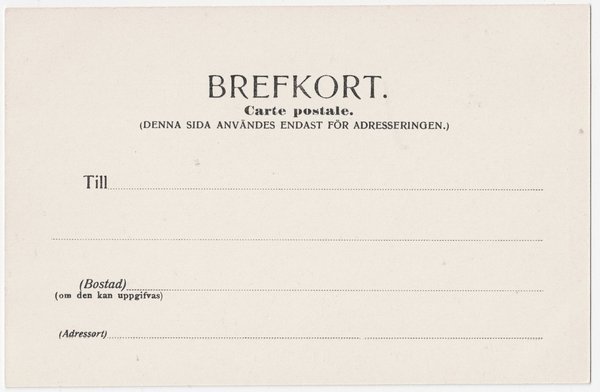 BREFKORT.
Carte postale.
(DENNA SIDA ANVÄNDES ENDAST FÖR ADRESSERINGEN.)
Till
(Bostad)
(om den kan uppgifvas)
(Adressort)